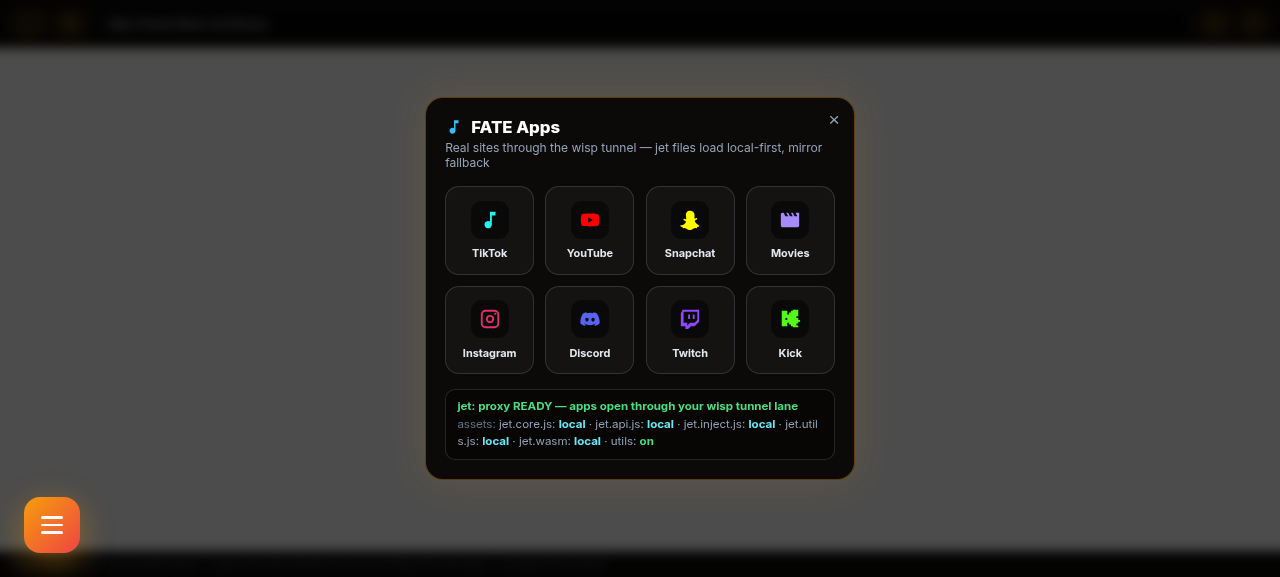 FATE Apps
Real sites through the wisp tunnel — jet files load local-first, mirror
fallback
TikTok
YouTube
Snapchat
Movies
Instagram
Discord
Twitch
Kick
jet: proxy READY — apps open through your wisp tunnel lane
assets: jet.core.js: local · jet.api.js: local · jet.inject.js: local · jet.util
s.js: local · jet.wasm: local · utils: on